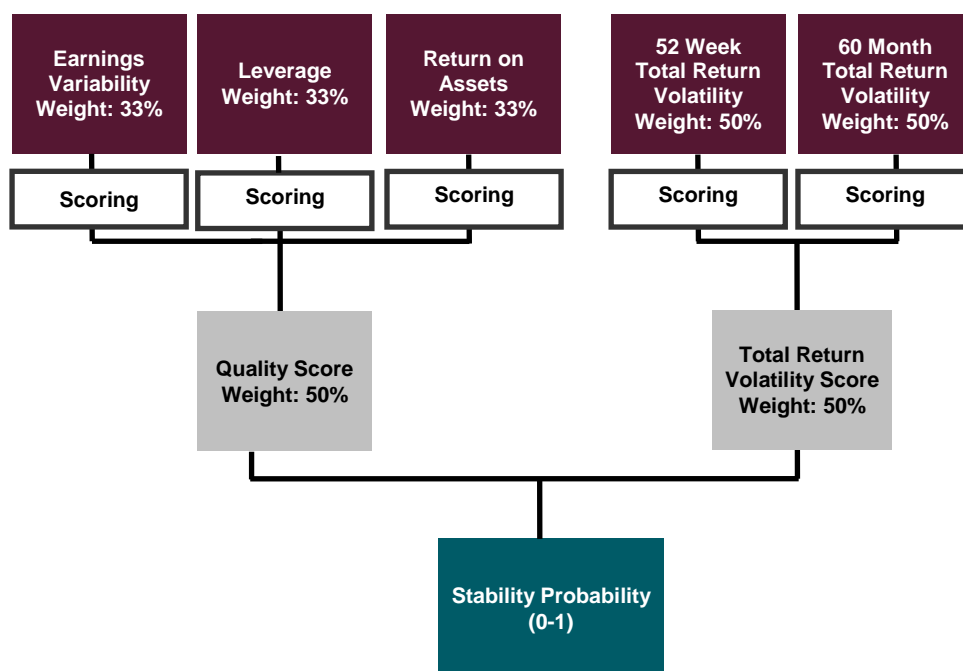 Earnings
Variability
Weight: 33%
Leverage
Weight: 33%
Return on
Assets
Weight: 33%
52 Week
Total Return
Volatility
Weight: 50%
60 Month
Total Return
Volatility
Weight: 50%
Scoring
Scoring
Scoring
Scoring
Scoring
Quality Score
Weight: 50%
Total Return
Volatility Score
Weight: 50%
Stability Probability
(0-1)